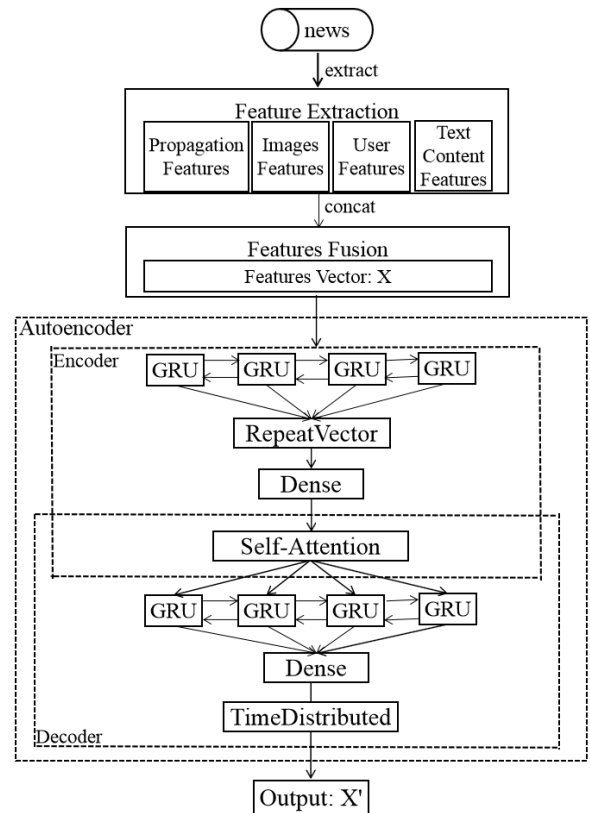 news
extract
Feature Extraction
Propagation
Features
Images
Features
User
Features
Text
Content
Features
concat
Features Fusion
Features Vector: X
Autoencoder
Encoder
GRU
GRU
GRU
GRU
RepeatVector
Dense
Self-Attention
GRU
GRU
GRU
GRU
Dense
TimeDistributed
Decoder
Output: X'